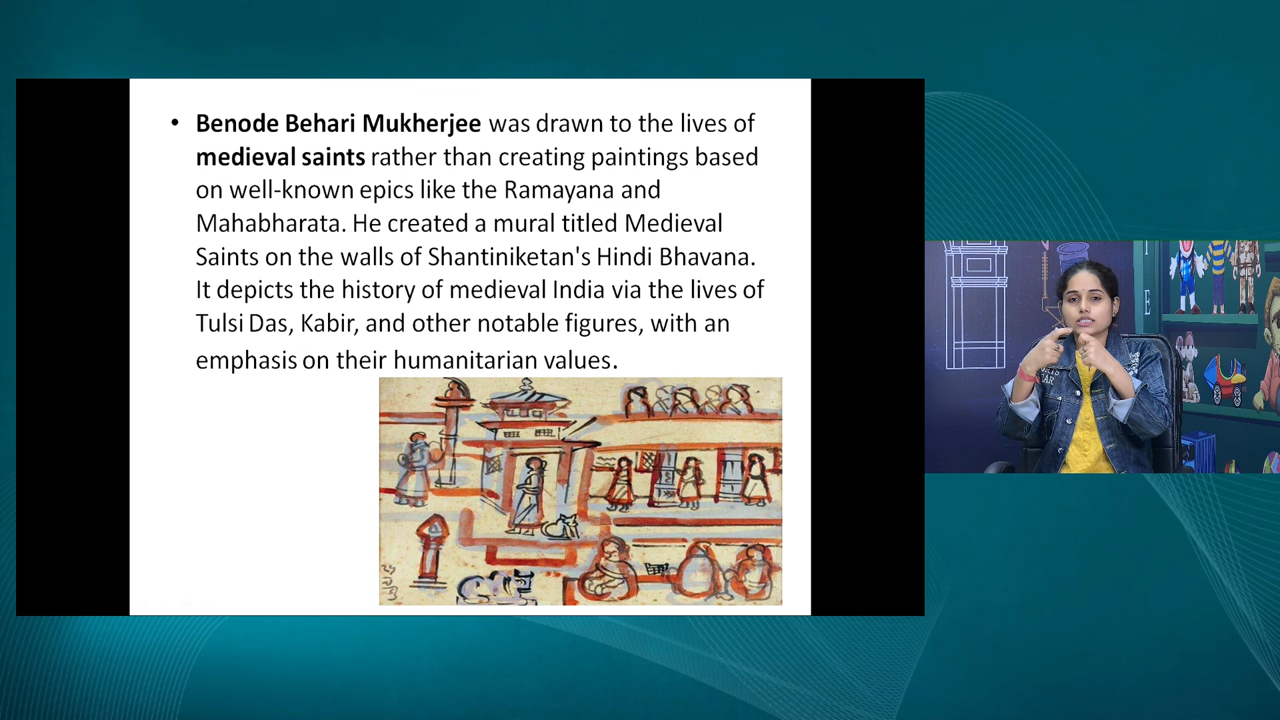 • Benode Behari Mukherjee was drawn to the lives of
medieval saints rather than creating paintings based
on well-known epics like the Ramayana and
Mahabharata. He created a mural titled Medieval
Saints on the walls of Shantiniketan's Hindi Bhavana.
It depicts the history of medieval India via the lives of
Tulsi Das, Kabir, and other notable figures, with an
emphasis on their humanitarian values.